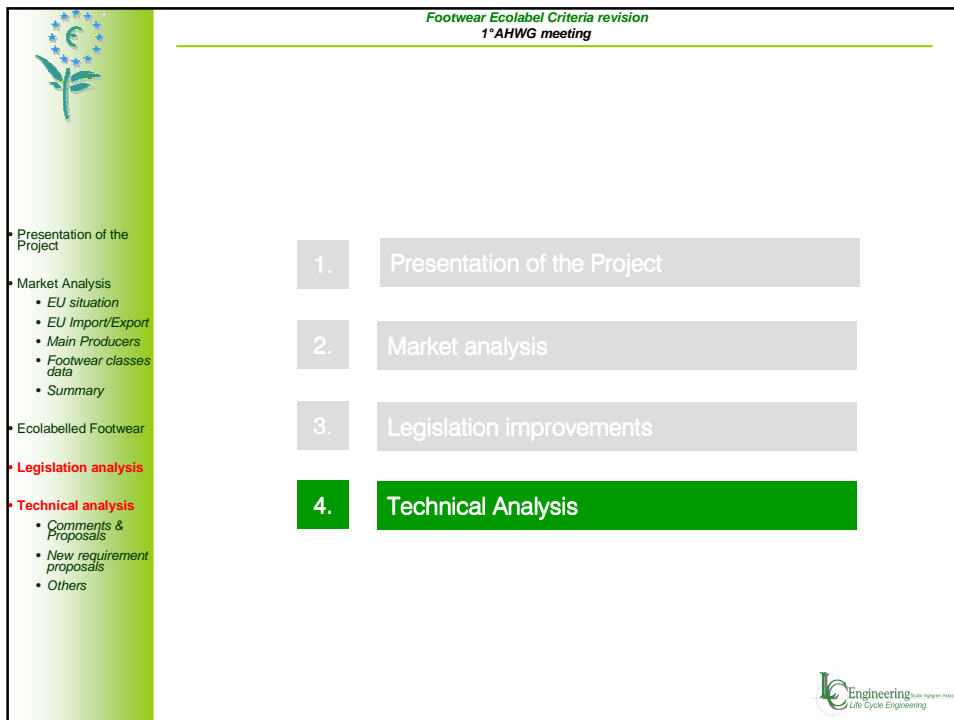 Footwear Ecolabel Criteria revision
1°AHWG meeting
• Presentation of the
Project
• Market Analysis
• EU situation
• EU Import/Export
• Main Producers
• Footwear classes
data
• Summary
• Ecolabelled Footwear
• Legislation analysis
• Technical analysis
• Comments &
Proposals
• New requirement
proposals
• Others
1. Presentation of the Project
2. Market analysis
3. Legislation improvements
4. Technical Analysis
LC Engineering
Life Cycle Engineering